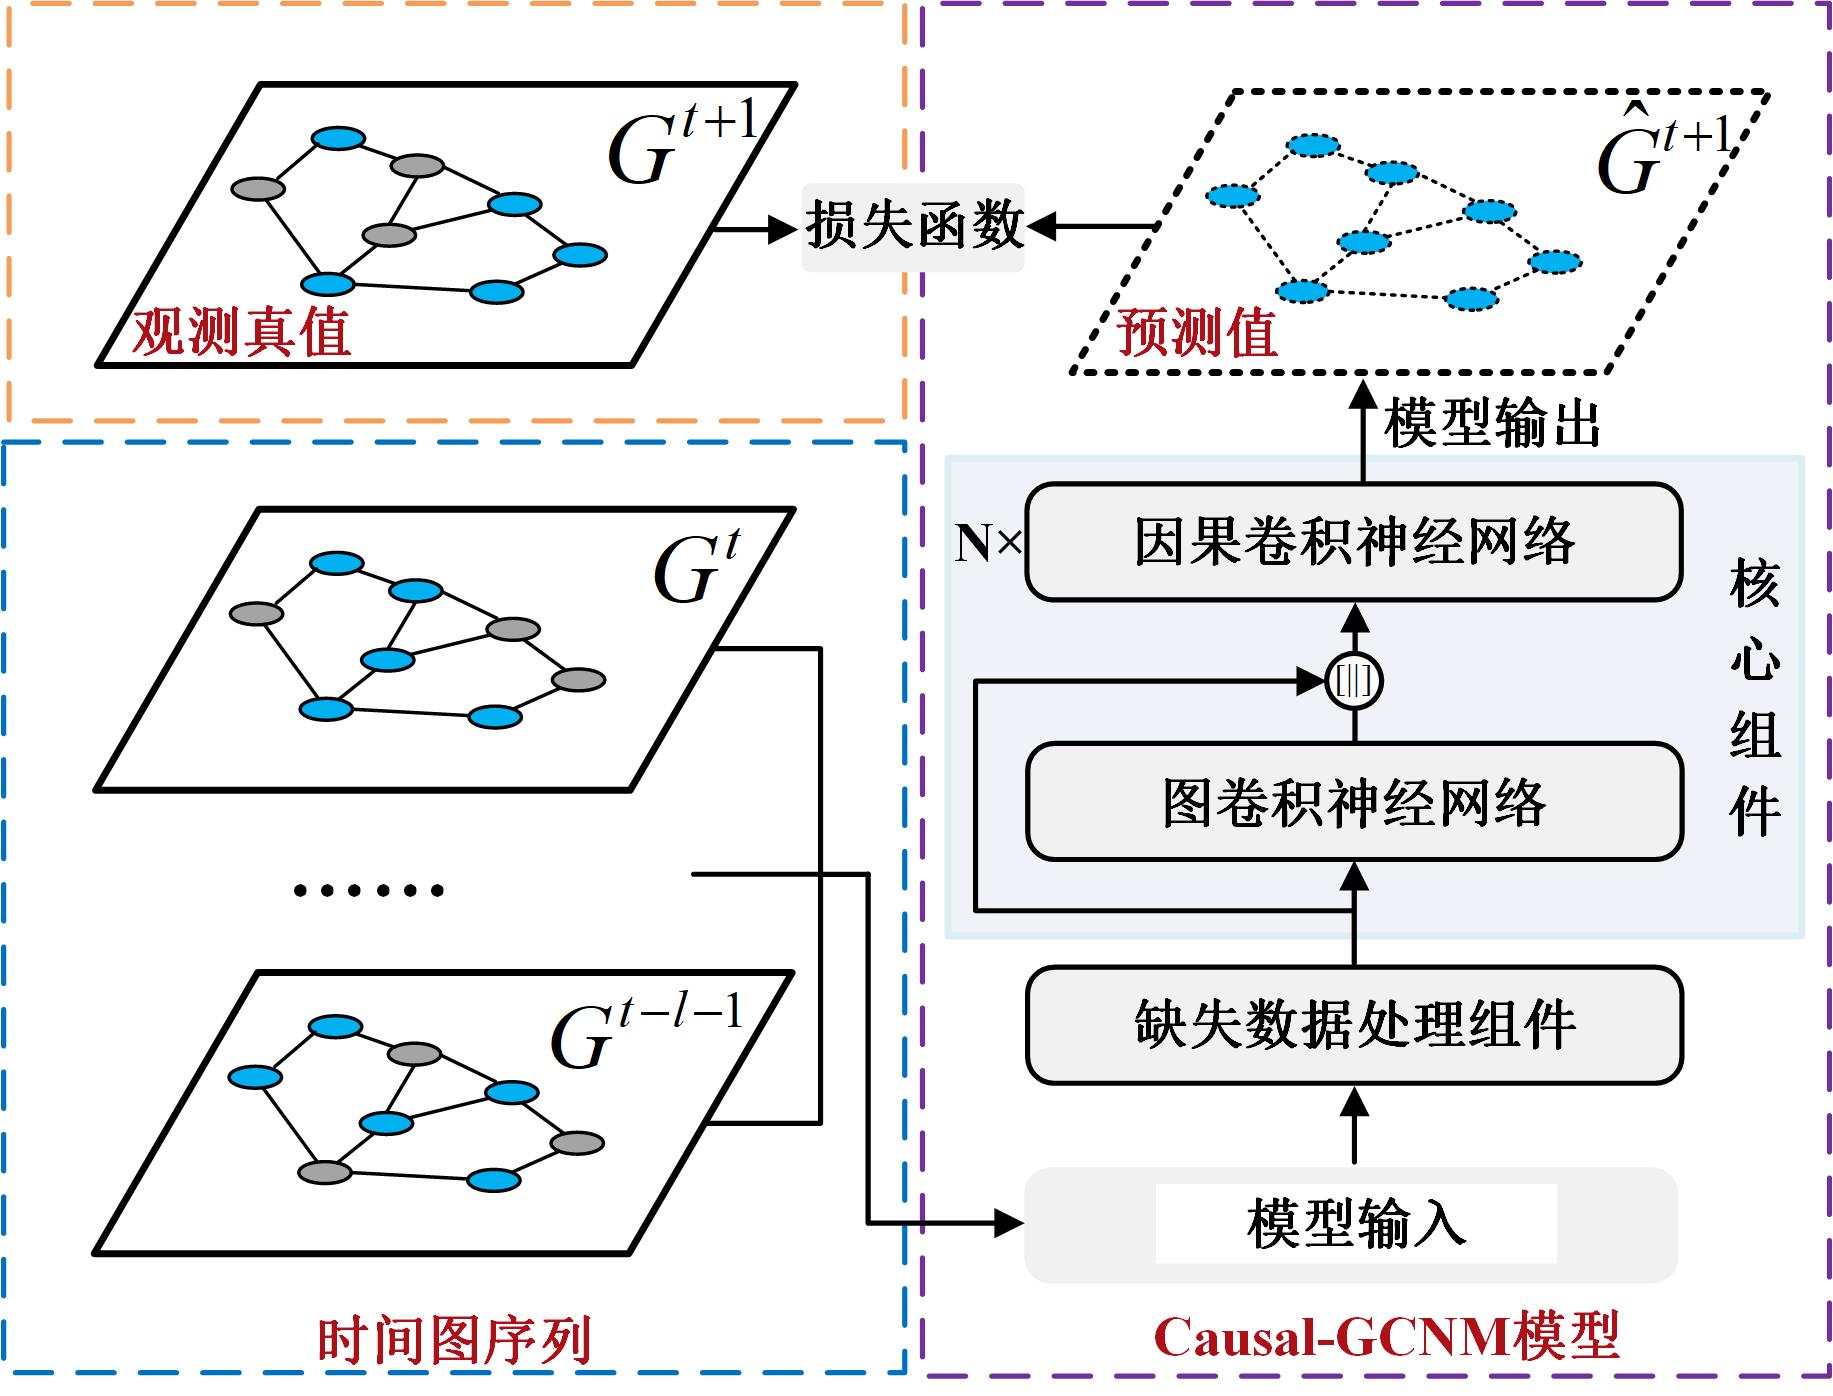 G^{t+1}
观测真值
损失函数
Ĝ^{t+1}
预测值
模型输出
G^t
......
G^{t-l-1}
时间图序列
N×
因果卷积神经网络
[||]
图卷积神经网络
核心组件
缺失数据处理组件
模型输入
Causal-GCNM模型